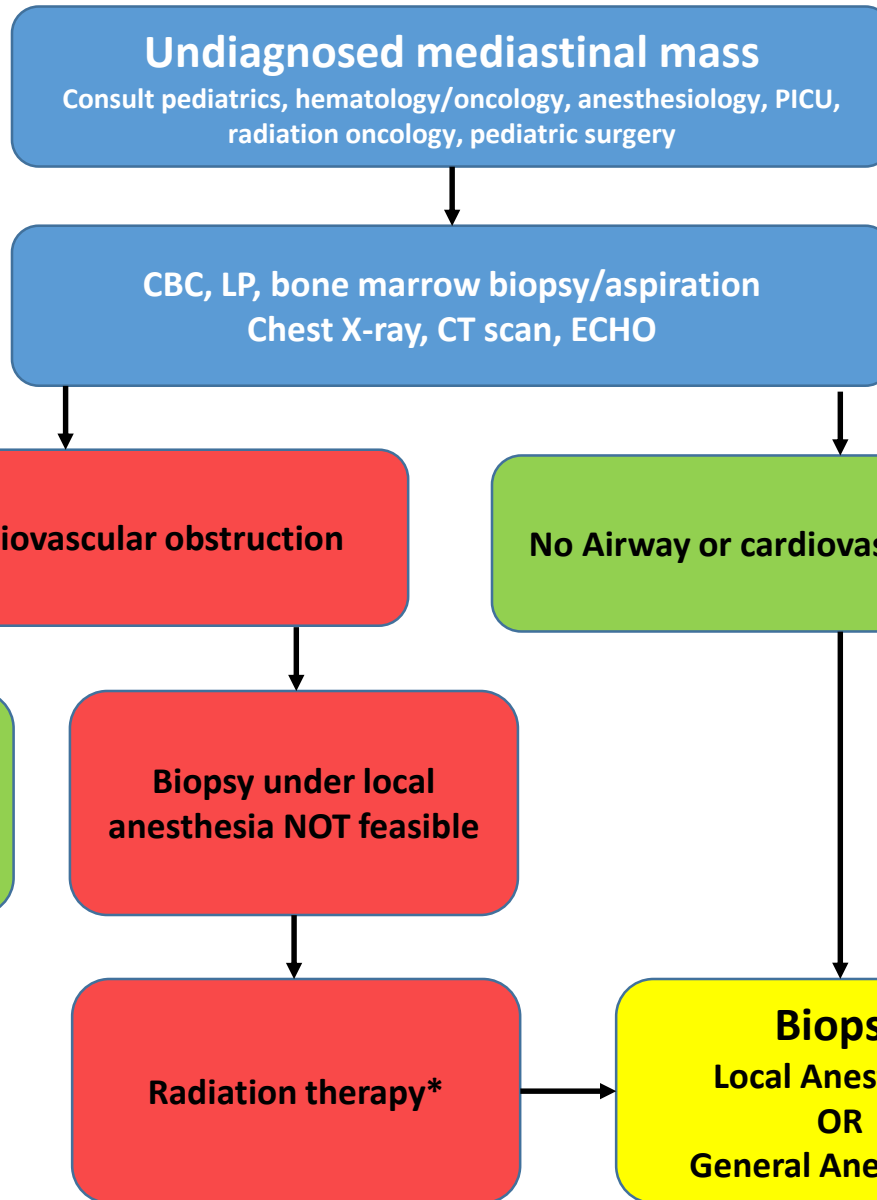 Undiagnosed mediastinal mass
Consult pediatrics, hematology/oncology, anesthesiology, PICU,
radiation oncology, pediatric surgery
CBC, LP, bone marrow biopsy/aspiration
Chest X-ray, CT scan, ECHO
iovascular obstruction
No Airway or cardiovas
Biopsy under local
anesthesia NOT feasible
Radiation therapy*
Biops
Local Anes
OR
General Ane